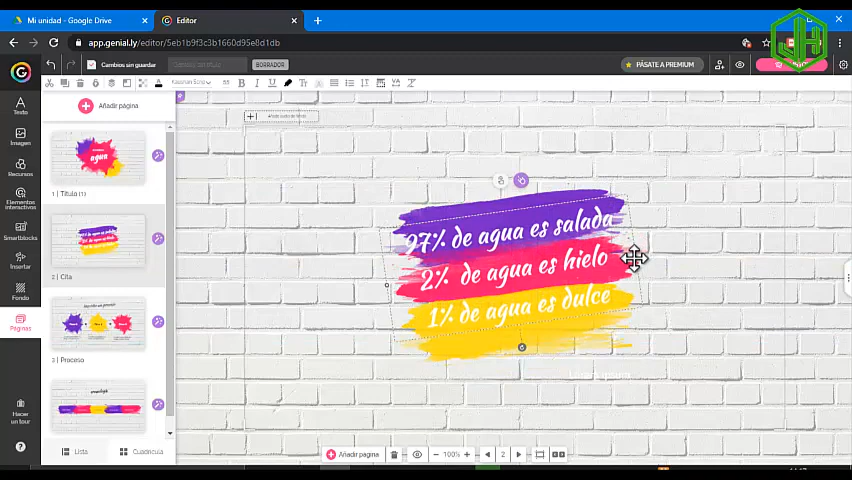 Mi unidad - Google Drive
Editor
app.genial.ly/editor/5eb1b9f3c3b1660d95e8d1db
JH
Cambios sin guardar
BORRADOR
PÁSATE A PREMIUM
Texto
Imágenes
Recursos
Elementos interactivos
Smartblocks
Insertar
Fondo
Páginas
Hacer un tour
Añadir página
agua
1 | Título (1)
2 | Cita
3 | Proceso
Lista
Cuadrícula
97% de agua es salada
2% de agua es hielo
1% de agua es dulce
Añadir página
100%
2